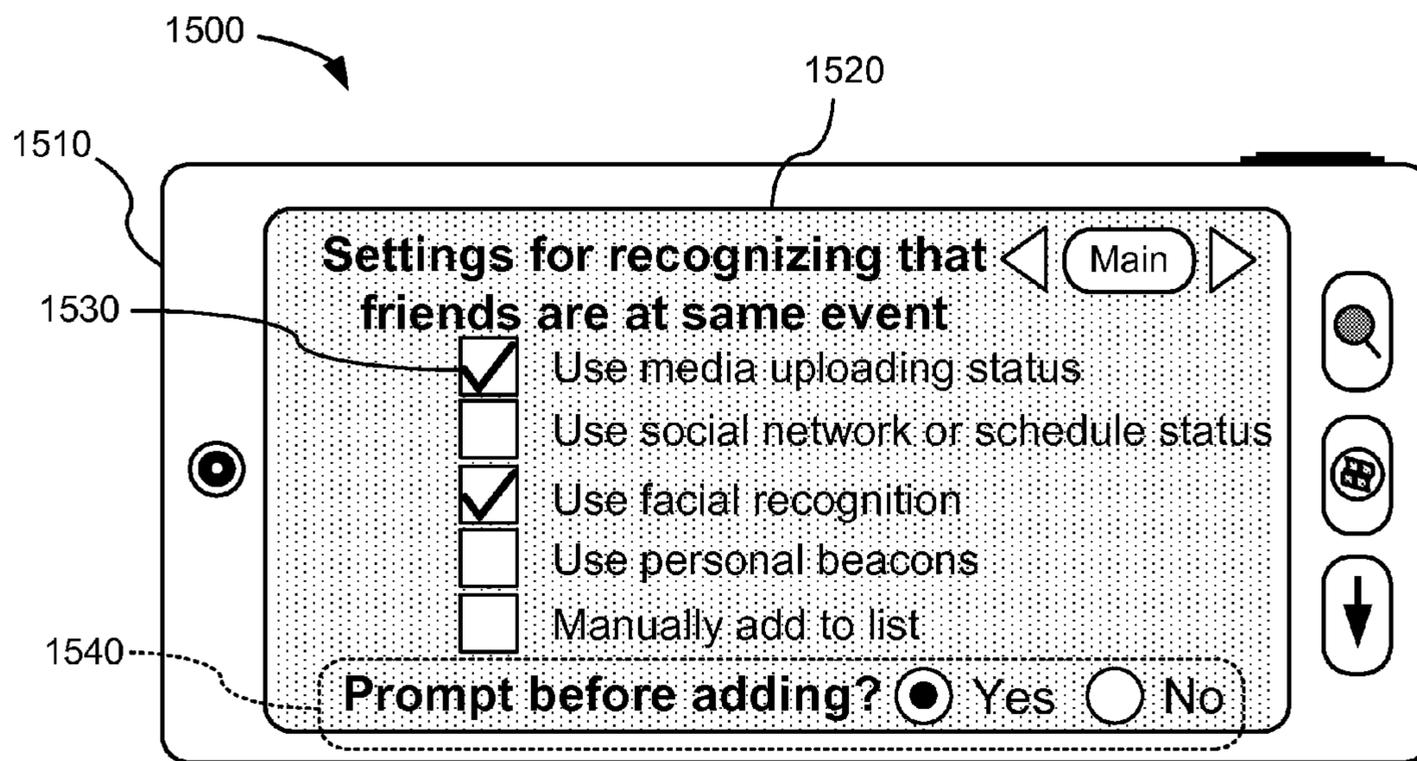 1500
1520
1510
Settings for recognizing that
Main
friends are at same event
1530
Use media uploading status
Use social network or schedule status
Use facial recognition
Use personal beacons
Manually add to list
1540
Prompt before adding? Yes No